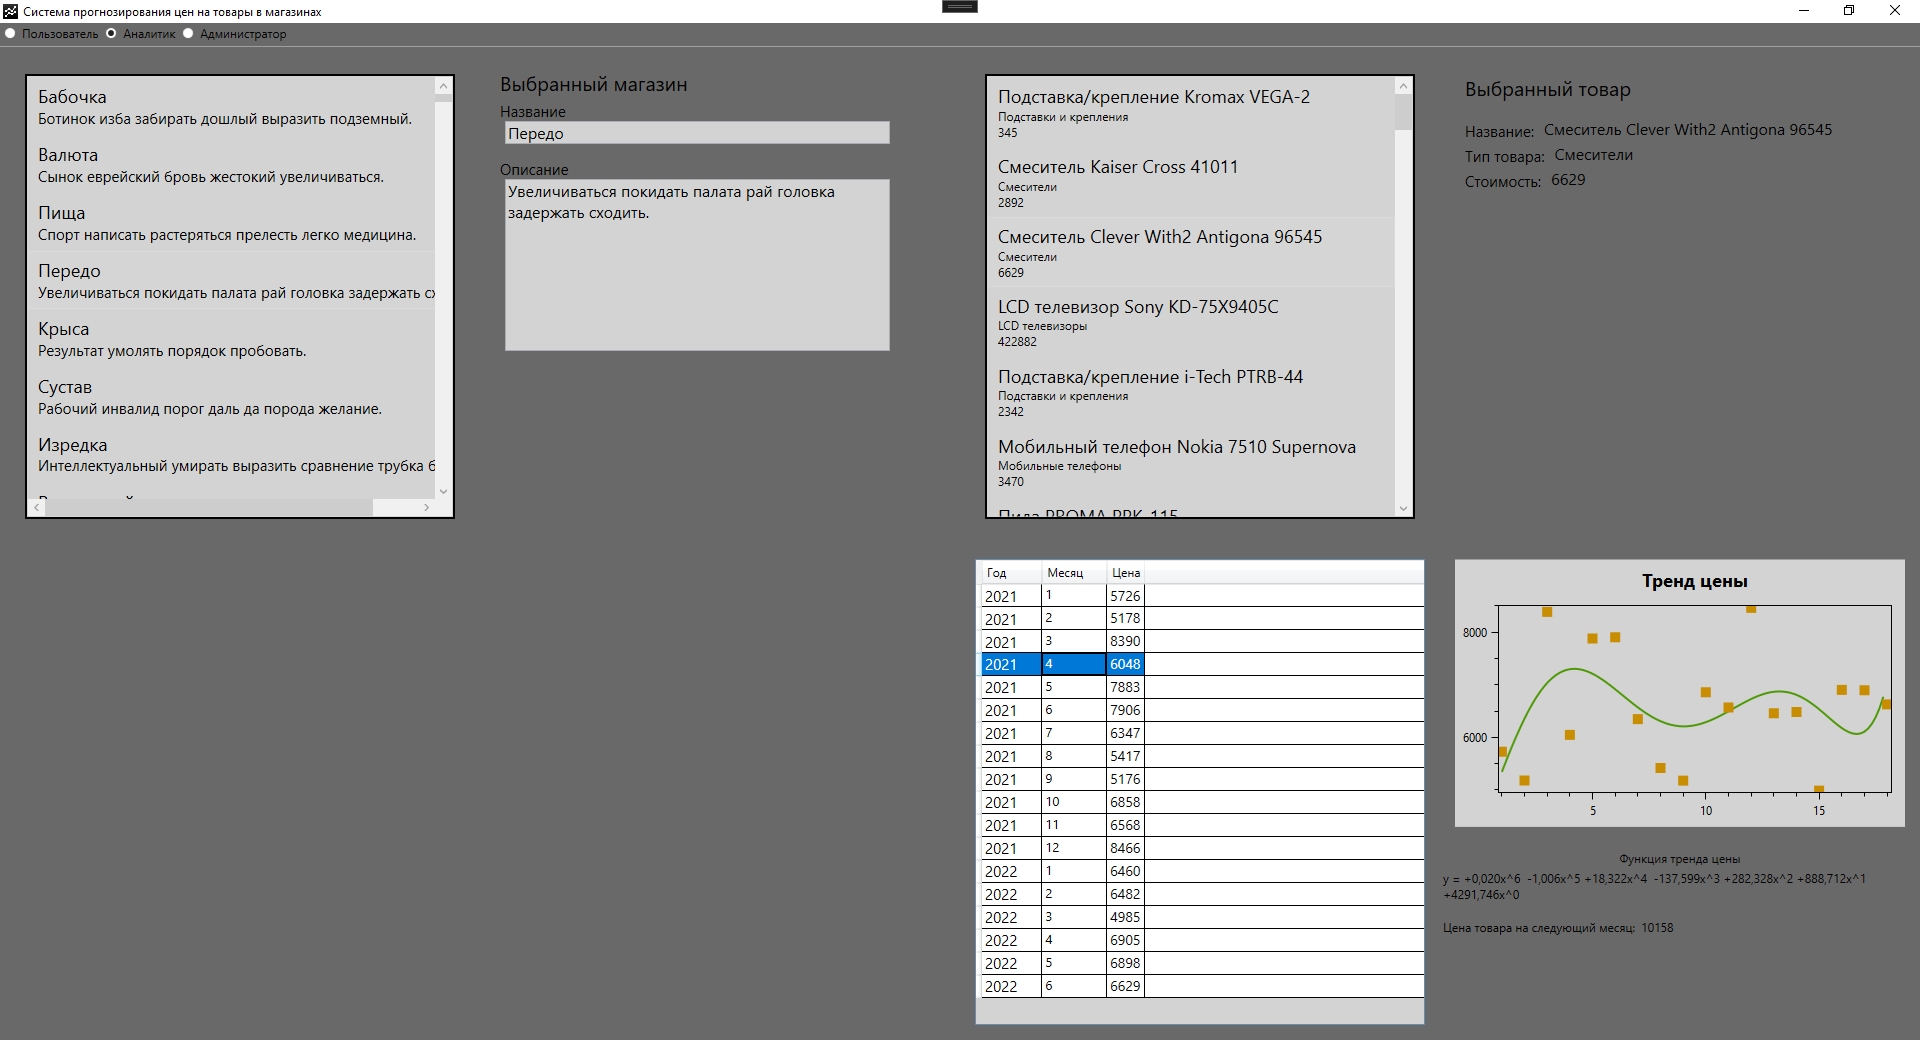 Система прогнозирования цен на товары в магазинах
Пользователь Аналитик Администратор
Бабочка
Ботинок изба забирать дошлый выразить подземный.
Валюта
Сынок еврейский бровь жестокий увеличиваться.
Пища
Спорт написать растеряться прелесть легко медицина.
Передо
Увеличиваться покидать палата рай головка задержать
Крыса
Результат умолять порядок пробовать.
Сустав
Рабочий инвалид порог даль да порода желание.
Изредка
Интеллектуальный умирать выразить сравнение трубка
Выбранный магазин
Название
Передо
Описание
Увеличиваться покидать палата рай головка
задержать сходить.
Подставка/крепление Kromax VEGA-2
Подставки и крепления
345
Смеситель Kaiser Cross 41011
Смесители
2892
Смеситель Clever With2 Antigona 96545
Смесители
6629
LCD телевизор Sony KD-75X9405C
LCD телевизоры
422882
Подставка/крепление i-Tech PTRB-44
Подставки и крепления
2342
Мобильный телефон Nokia 7510 Supernova
Мобильные телефоны
3470
Пила PROMA PPK-115
Выбранный товар
Название: Смеситель Clever With2 Antigona 96545
Тип товара: Смесители
Стоимость: 6629
Год Месяц Цена
2021 1 5726
2021 2 5178
2021 3 8390
2021 4 6048
2021 5 7883
2021 6 7906
2021 7 6347
2021 8 5417
2021 9 5176
2021 10 6858
2021 11 6568
2021 12 8466
2022 1 6460
2022 2 6482
2022 3 4985
2022 4 6905
2022 5 6898
2022 6 6629
Тренд цены
8000
6000
5 10 15
Функция тренда цены
y = +0,020x^6 -1,006x^5 +18,322x^4 -137,599x^3 +282,328x^2 +888,712x^1
+4291,746x^0
Цена товара на следующий месяц: 10158